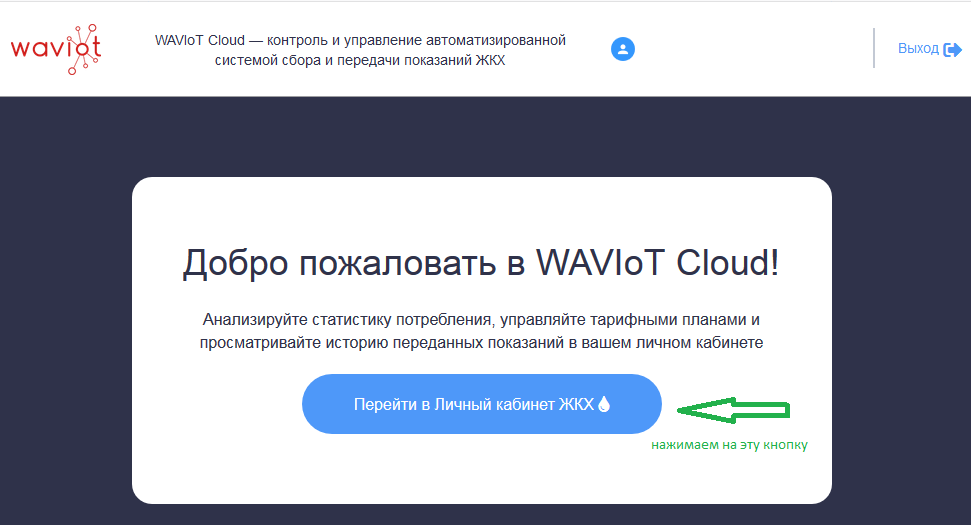 waviot
WAVIoT Cloud — контроль и управление автоматизированной
системой сбора и передачи показаний ЖКХ
Выход
Добро пожаловать в WAVIoT Cloud!
Анализируйте статистику потребления, управляйте тарифными планами и
просматривайте историю переданных показаний в вашем личном кабинете
Перейти в Личный кабинет ЖКХ
нажимаем на эту кнопку